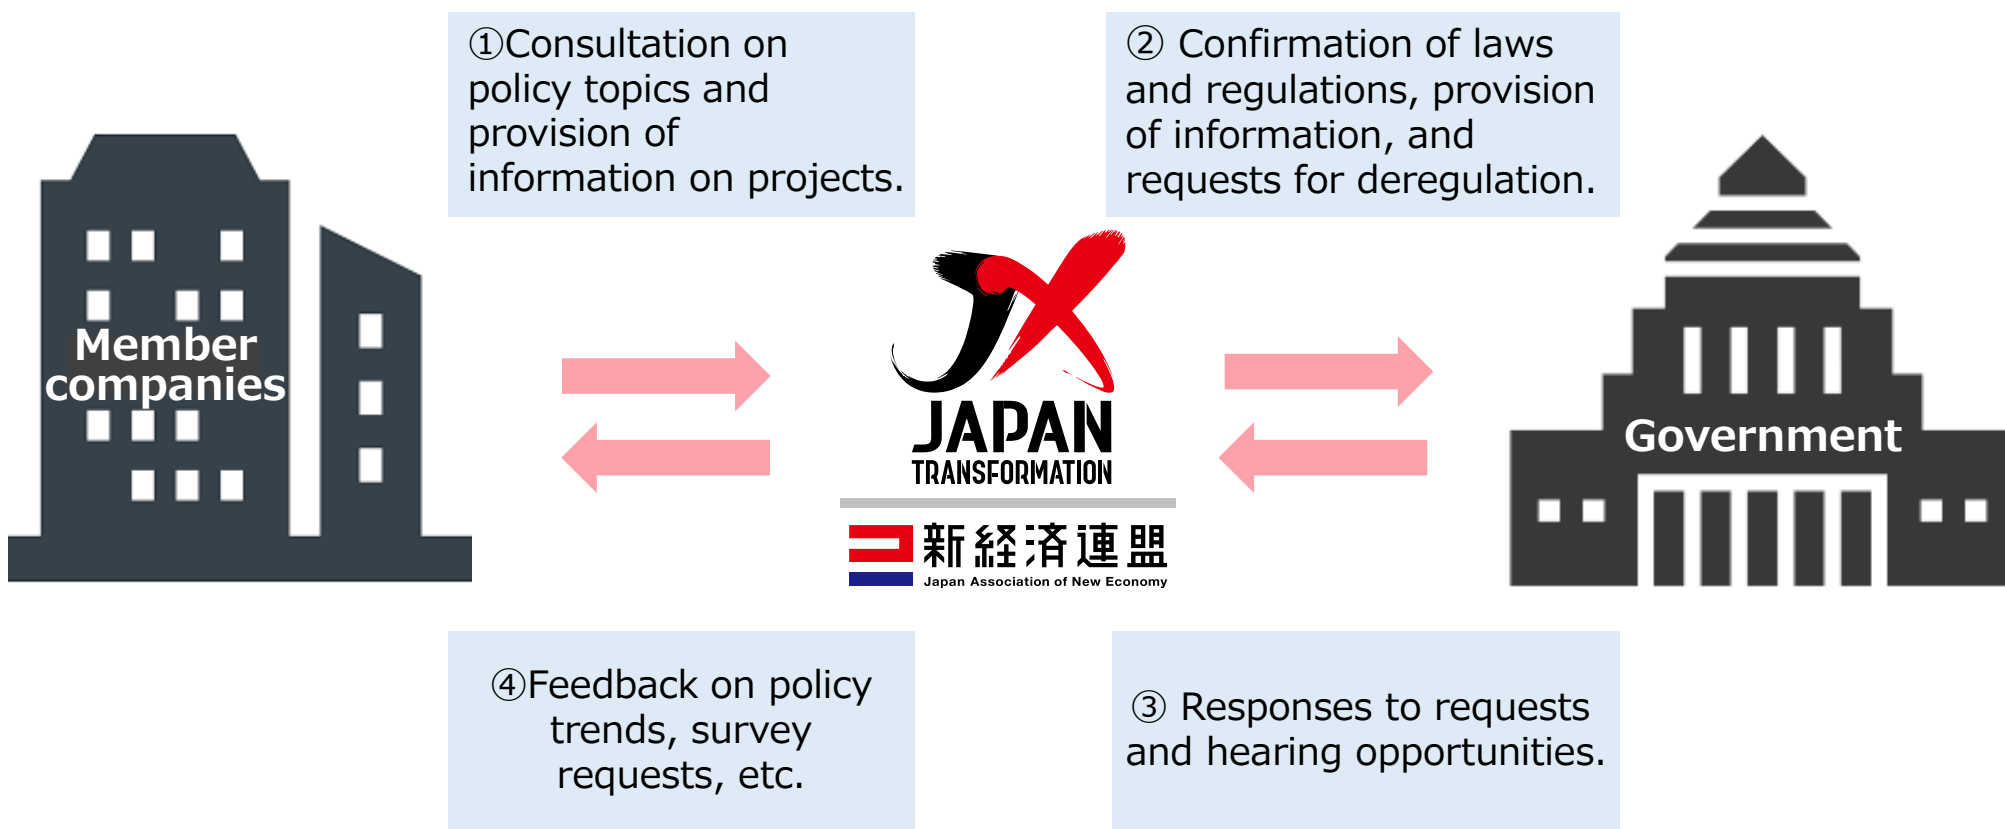 ①Consultation on
policy topics and
provision of
information on projects.
② Confirmation of laws
and regulations, provision
of information, and
requests for deregulation.
Member
companies
JX
JAPAN
TRANSFORMATION
新経済連盟
Japan Association of New Economy
Government
④Feedback on policy
trends, survey
requests, etc.
③ Responses to requests
and hearing opportunities.